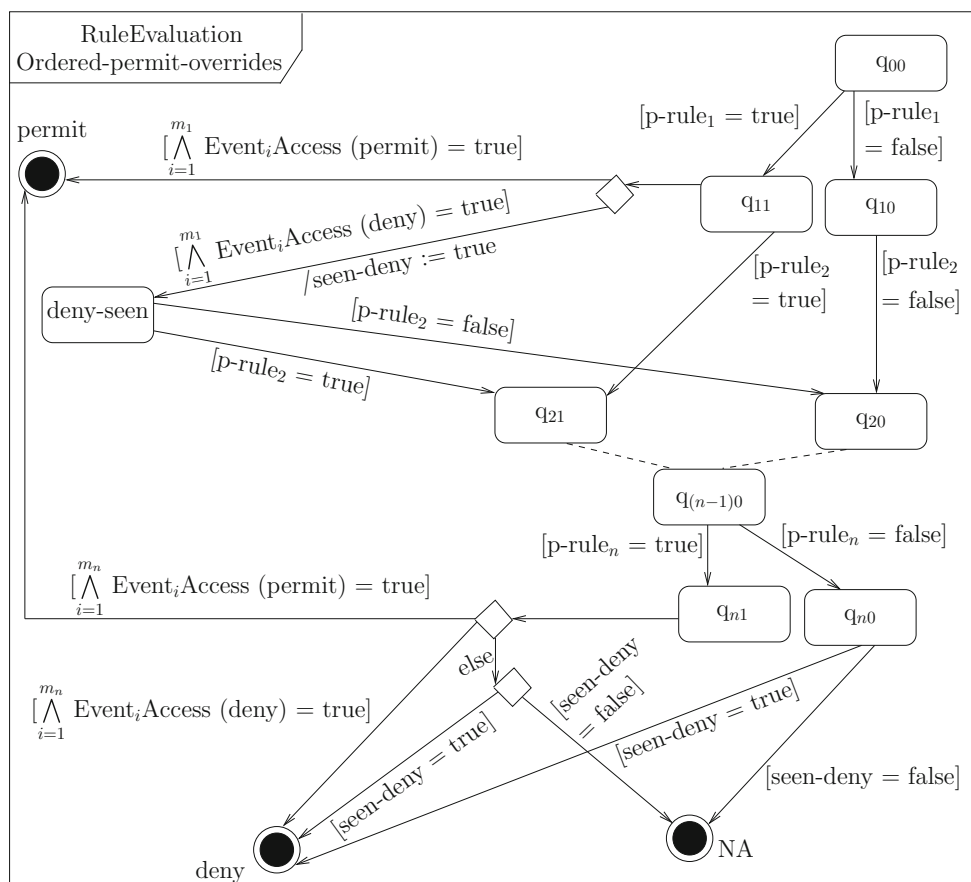 RuleEvaluation
Ordered-permit-overrides
q₀₀
permit
[p-rule₁ = true]
[p-rule₁
= false]
[⋀ᵢ₌₁^{m₁} EventᵢAccess (permit) = true]
q₁₁
q₁₀
[⋀ᵢ₌₁^{m₁} EventᵢAccess (deny) = true]
/seen-deny := true
[p-rule₂
= true]
[p-rule₂
= false]
deny-seen
[p-rule₂ = false]
[p-rule₂ = true]
q₂₁
q₂₀
q₍ₙ₋₁₎₀
[p-ruleₙ = true]
[p-ruleₙ = false]
[⋀ᵢ₌₁^{mₙ} EventᵢAccess (permit) = true]
qₙ₁
qₙ₀
else
[seen-deny
= false]
[⋀ᵢ₌₁^{mₙ} EventᵢAccess (deny) = true]
[seen-deny = true]
[seen-deny = true]
[seen-deny = false]
deny
NA